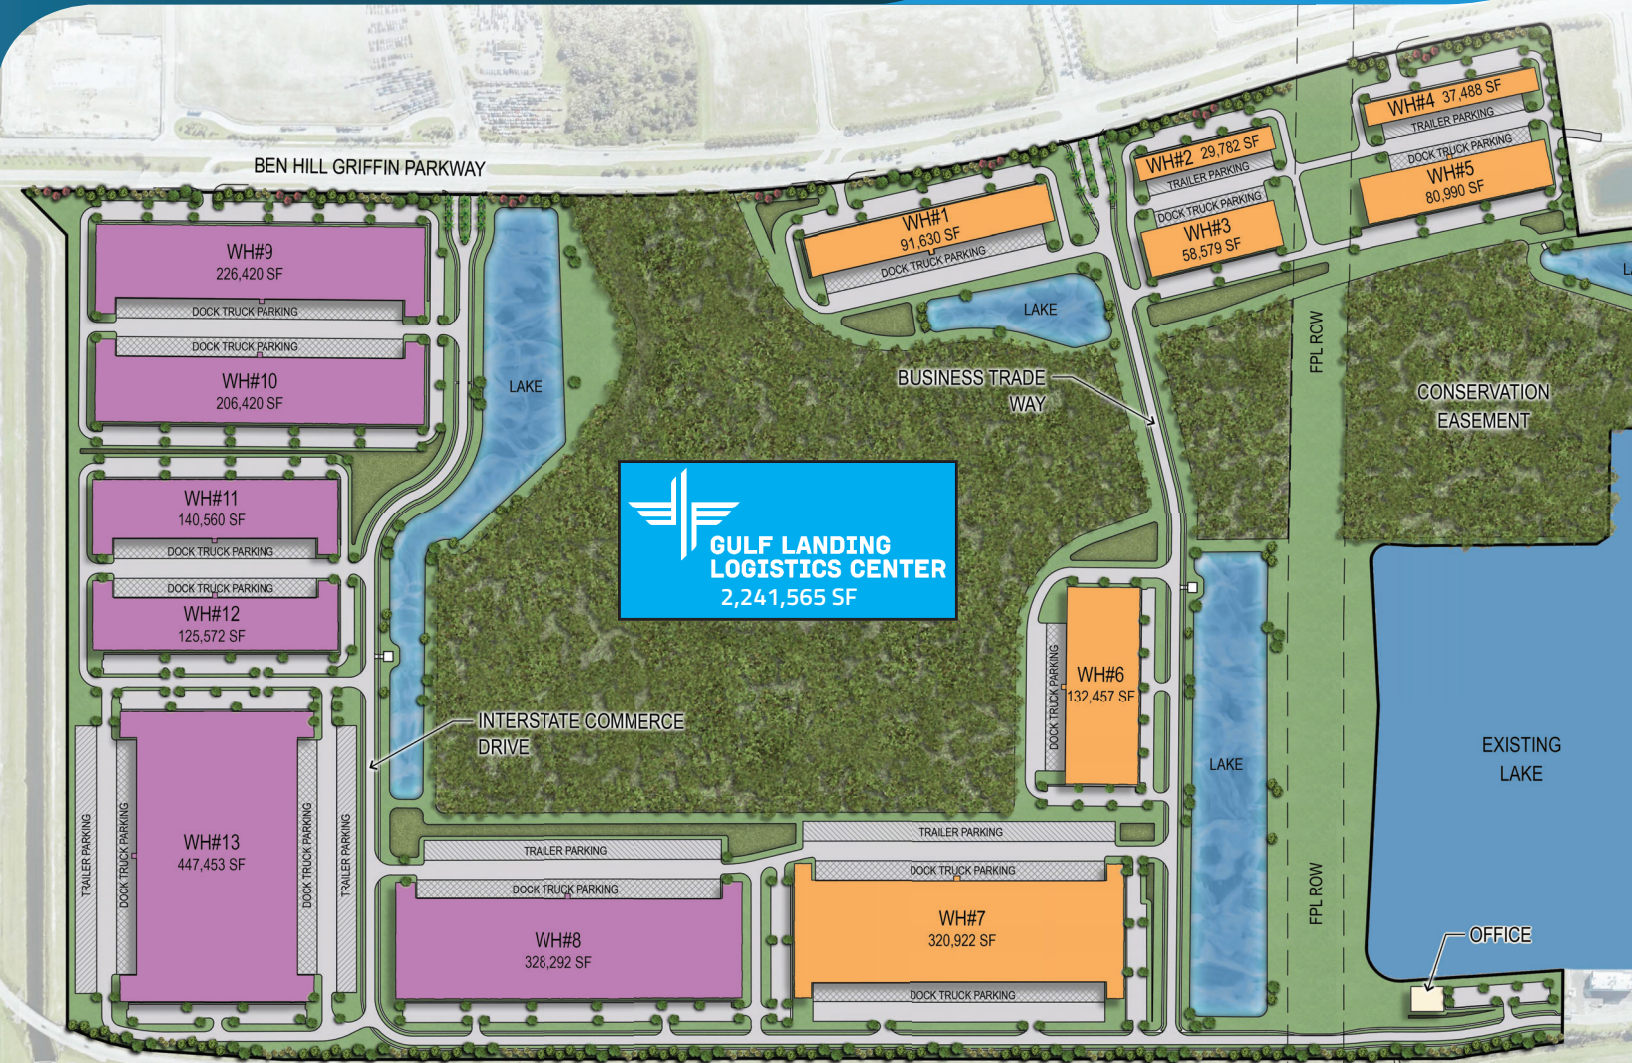 BEN HILL GRIFFIN PARKWAY
WH#4 37,488 SF
TRAILER PARKING
DOCK TRUCK PARKING
WH#5
80,990 SF
WH#2 29,782 SF
TRAILER PARKING
DOCK TRUCK PARKING
WH#3
58,579 SF
WH#1
91,630 SF
DOCK TRUCK PARKING
LAKE
WH#9
226,420 SF
DOCK TRUCK PARKING
DOCK TRUCK PARKING
WH#10
206,420 SF
LAKE
BUSINESS TRADE
WAY
FPL RCW
CONSERVATION
EASEMENT
WH#11
140,560 SF
DOCK TRUCK PARKING
DOCK TRUCK PARKING
WH#12
125,572 SF
GULF LANDING
LOGISTICS CENTER
2,241,565 SF
DOCK TRUCK PARKING
WH#6
132,457 SF
INTERSTATE COMMERCE
DRIVE
LAKE
EXISTING
LAKE
TRAILER PARKING
DOCK TRUCK PARKING
WH#13
447,453 SF
DOCK TRUCK PARKING
TRAILER PARKING
TRALER PARKING
DOCK TRUCK PARKING
WH#8
328,292 SF
TRAILER PARKING
DOCK TRUCK PARKING
WH#7
320,922 SF
DOCK TRUCK PARKING
FPL ROW
OFFICE